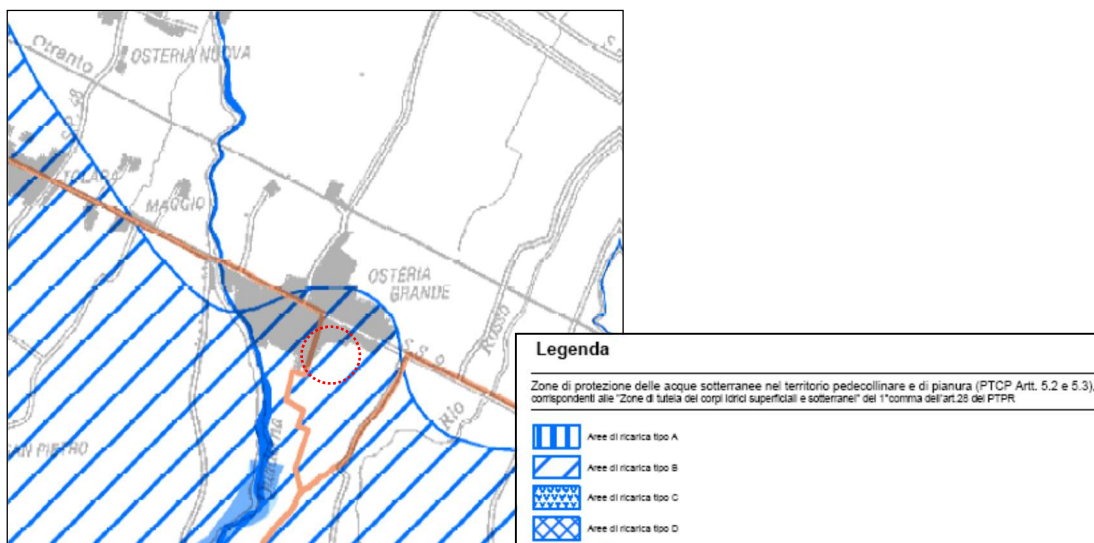 Otranto
OSTERIA NUOVA
S.P. 48
TOLARA
MAGGIO
OSTERIA
GRANDE
S.S. 9
Rosso
Rio
Quaderna
SAN PIETRO
Legenda
Zone di protezione delle acque sotterranee nel territorio pedecollinare e di pianura (PTCP Artt. 5.2 e 5.3),
corrispondenti alle "Zone di tutela dei corpi idrici superficiali e sotterranei" del 1°comma dell'art.28 del PTPR
Aree di ricarica tipo A
Aree di ricarica tipo B
Aree di ricarica tipo C
Aree di ricarica tipo D